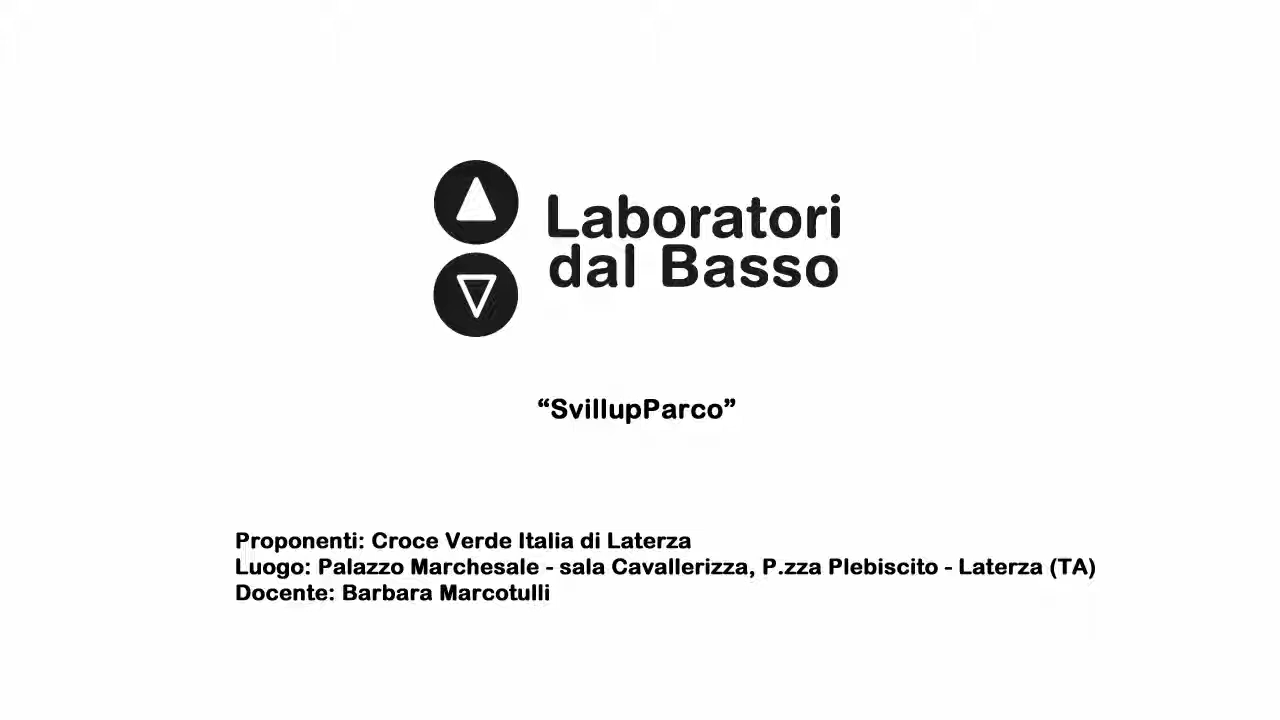 Laboratori
dal Basso
“SvillupParco”
Proponenti: Croce Verde Italia di Laterza
Luogo: Palazzo Marchesale - sala Cavallerizza, P.zza Plebiscito - Laterza (TA)
Docente: Barbara Marcotulli